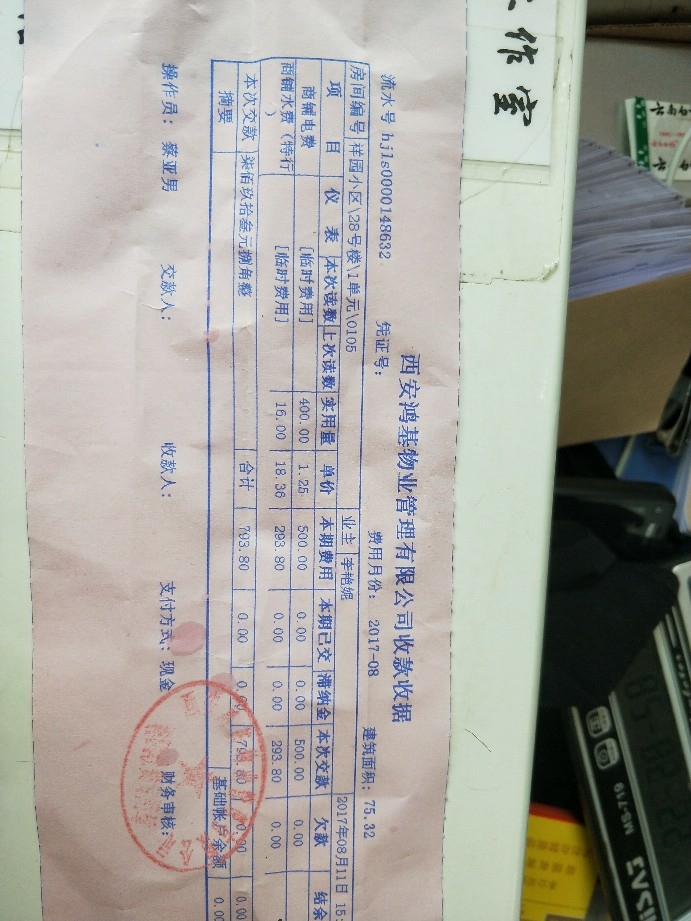 工作室
西安鸿基物业管理有限公司收款收据
流水号 hjls0000148632 凭证号: 费用月份: 2017-08 建筑面积: 75.32
房间编号 祥园小区\28号楼\1单元\0105 业主 李艳妮 2017年08月11日 15:
项 目 仪 表 本次读数 上次读数 实用量 单价 本期费用 本期已交 滞纳金 本次交款 欠款 结余
商铺电费 [临时费用] 400.00 1.25 500.00 0.00 0.00 500.00 0.00
商铺水费(特行) [临时费用] 16.00 18.36 293.80 0.00 0.00 293.80 0.00
本次交款 柒佰玖拾叁元捌角整 合计 793.80 0.00 0.00 793.80 0.00 0.00
摘要 基础帐户余额 0.00
操作员: 蔡亚男 交款人: 收款人: 支付方式: 现金 财务审核:
MS-719